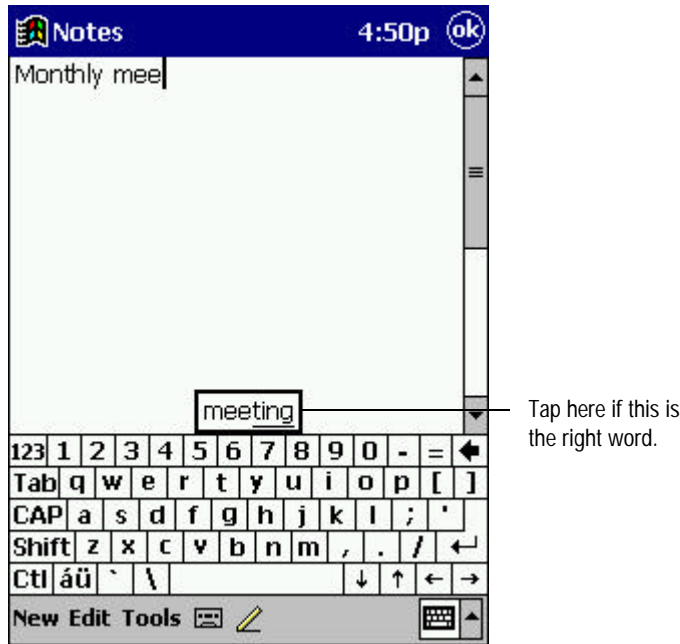 Notes 4:50p ok
Monthly mee
meeting
Tap here if this is
the right word.
123 1 2 3 4 5 6 7 8 9 0 - =
Tab q w e r t y u i o p [ ]
CAP a s d f g h j k l ; '
Shift z x c v b n m , . /
Ctl áü ` \ ↓ ↑ ← →
New Edit Tools